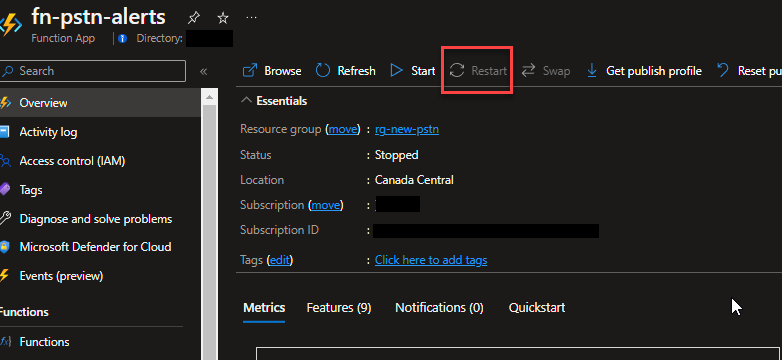 fn-pstn-alerts ...
Function App | Directory:
Search «
Browse Refresh Start Restart Swap Get publish profile Reset pu
Overview
Activity log
Access control (IAM)
Tags
Diagnose and solve problems
Microsoft Defender for Cloud
Events (preview)
Functions
Functions
Essentials
Resource group (move) : rg-new-pstn
Status : Stopped
Location : Canada Central
Subscription (move) :
Subscription ID :
Tags (edit) : Click here to add tags
Metrics Features (9) Notifications (0) Quickstart